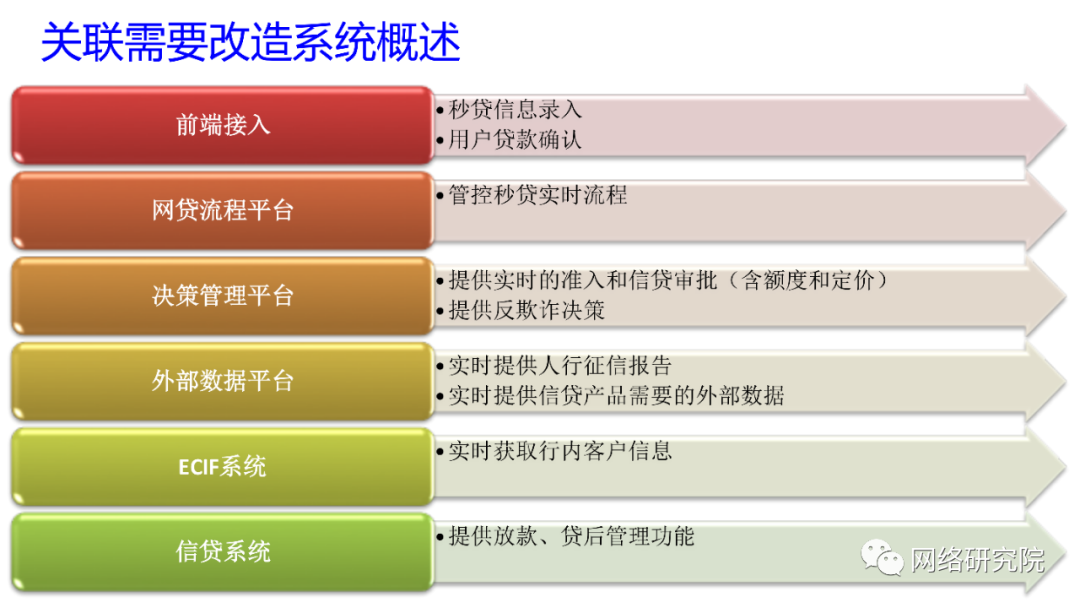 关联需要改造系统概述
前端接入
•秒贷信息录入
•用户贷款确认
网贷流程平台
•管控秒贷实时流程
决策管理平台
•提供实时的准入和信贷审批（含额度和定价）
•提供反欺诈决策
外部数据平台
•实时提供人行征信报告
•实时提供信贷产品需要的外部数据
ECIF系统
•实时获取行内客户信息
信贷系统
•提供放款、贷后管理功能
网络研究院